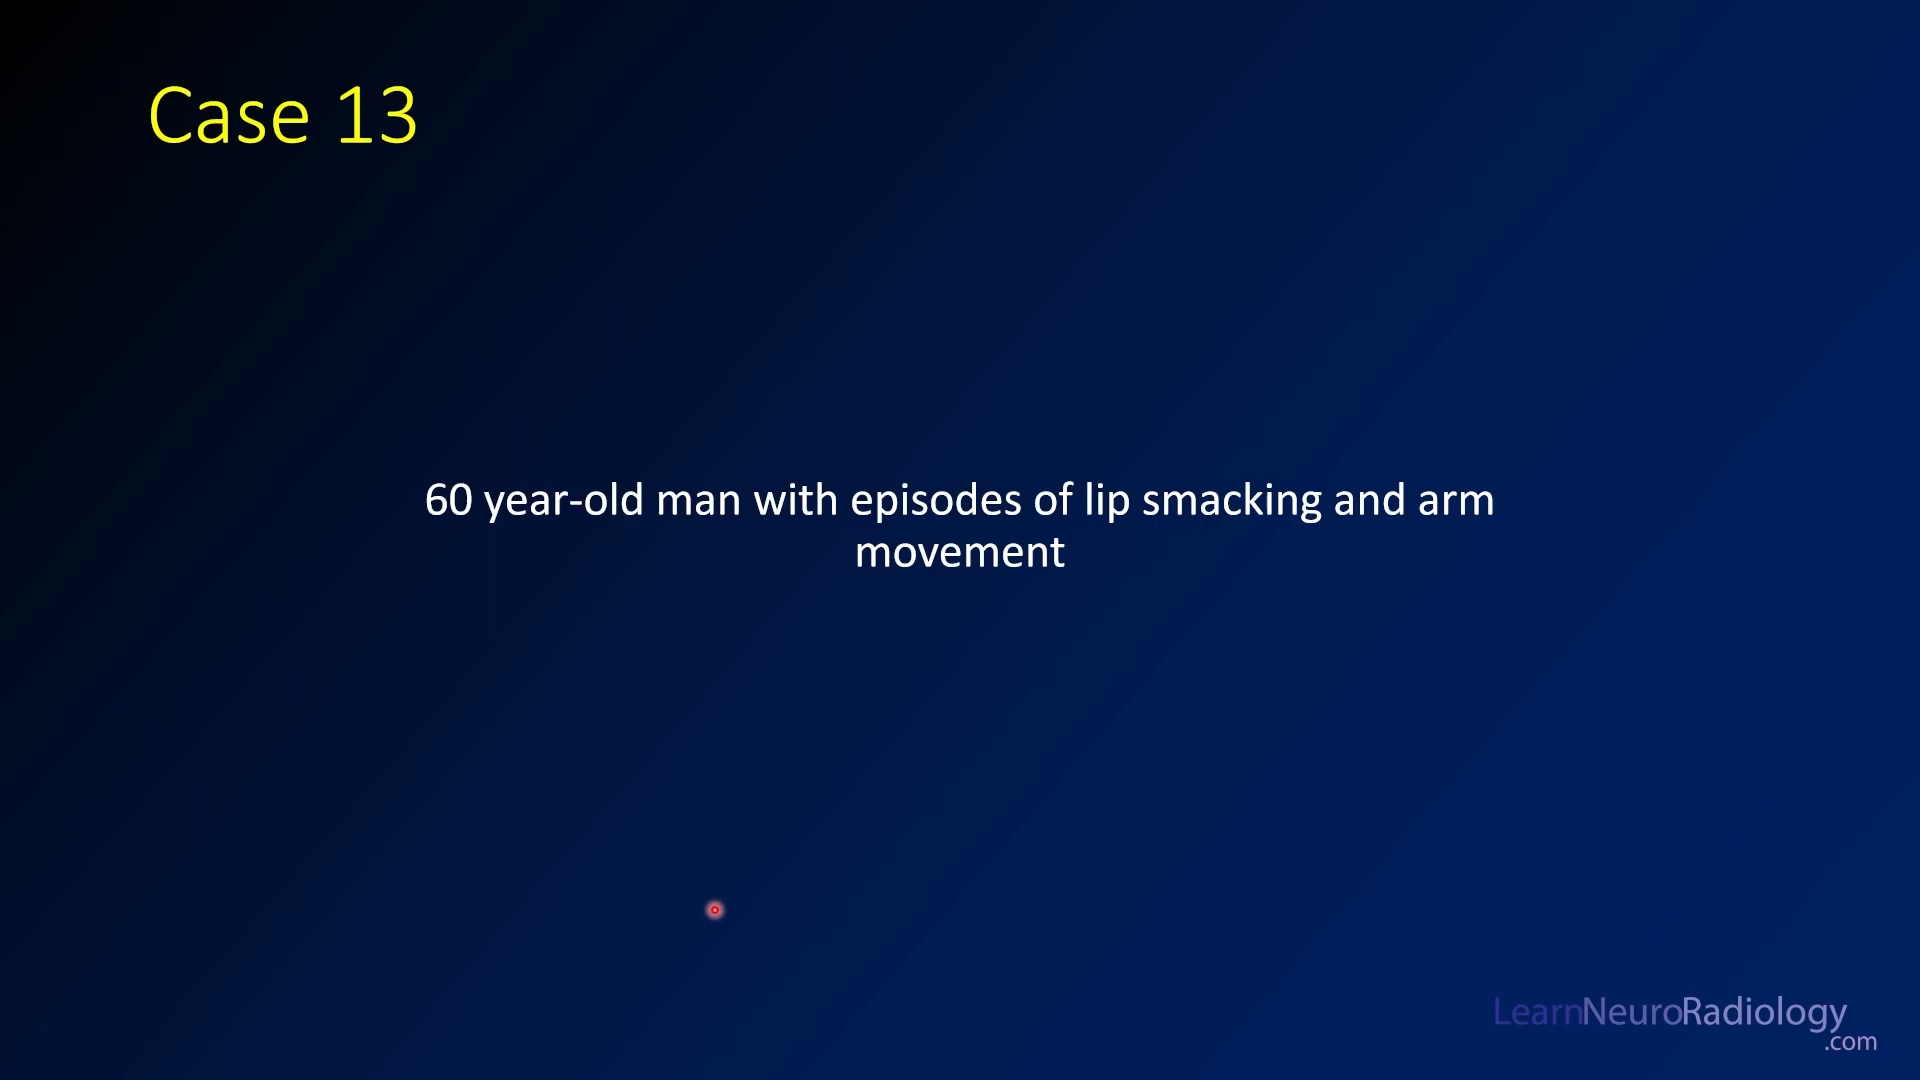 Case 13
60 year-old man with episodes of lip smacking and arm
movement
LearnNeuroRadiology
.com